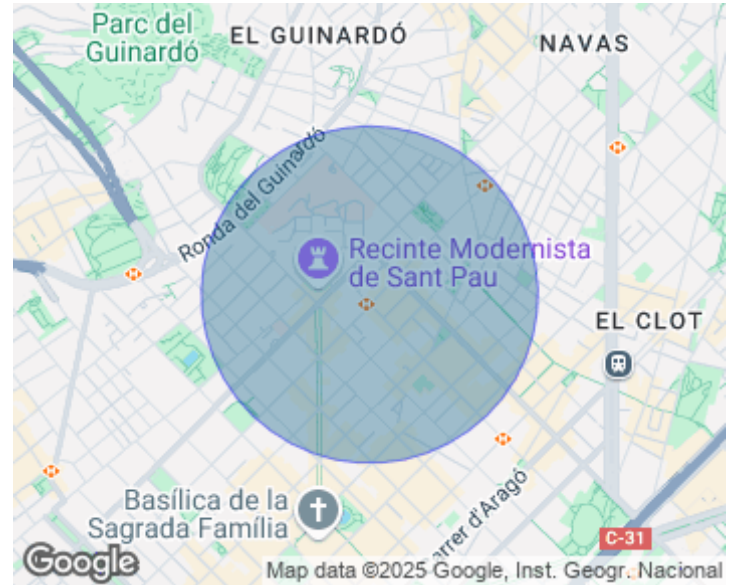 Parc del
Guinardó
EL GUINARDÓ
NAVAS
Ronda del Guinardó
Recinte Modernista
de Sant Pau
EL CLOT
Basílica de la
Sagrada Família
d'Aragó
C-31
Google
Map data ©2025 Google, Inst. Geogr. Nacional